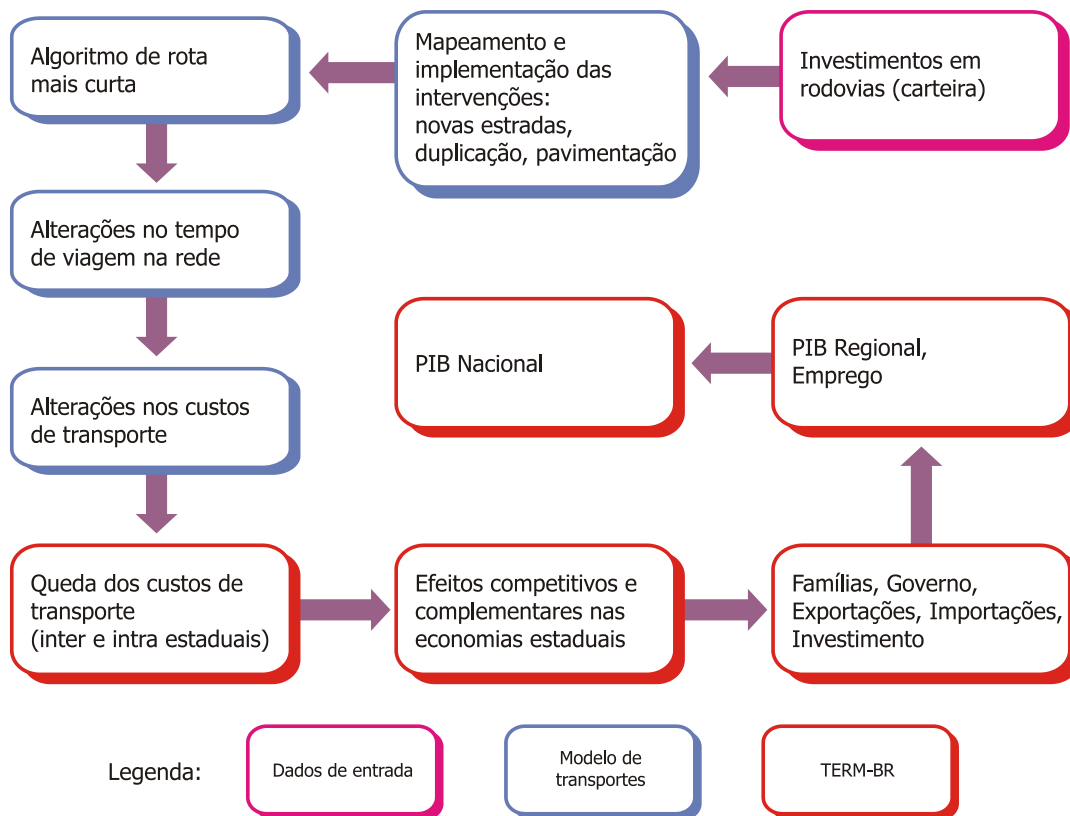 Algoritmo de rota
mais curta
Mapeamento e
implementação das
intervenções:
novas estradas,
duplicação, pavimentação
Investimentos em
rodovias (carteira)
Alterações no tempo
de viagem na rede
Alterações nos custos
de transporte
PIB Nacional
PIB Regional,
Emprego
Queda dos custos de
transporte
(inter e intra estaduais)
Efeitos competitivos e
complementares nas
economias estaduais
Famílias, Governo,
Exportações, Importações,
Investimento
Legenda:
Dados de entrada
Modelo de
transportes
TERM-BR